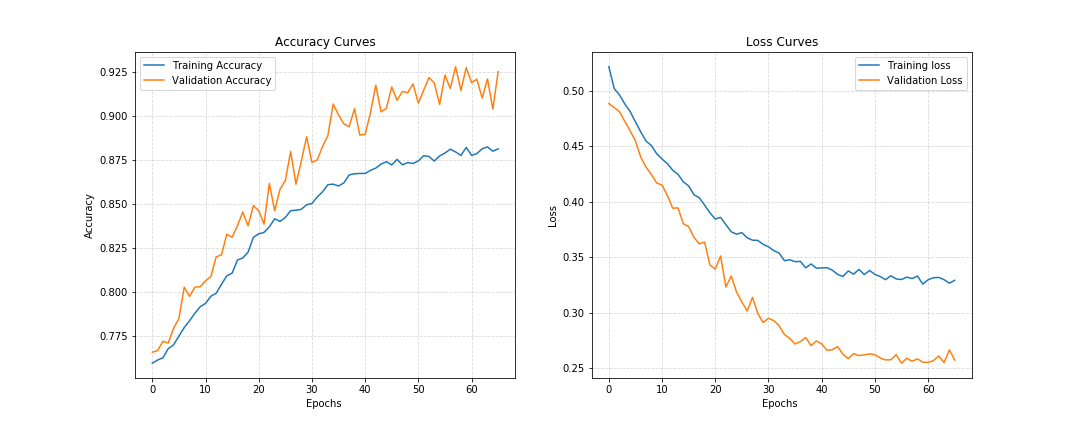 Accuracy Curves
Training Accuracy
Validation Accuracy
0.925
0.900
0.875
0.850
0.825
0.800
0.775
Accuracy
0 10 20 30 40 50 60
Epochs
Loss Curves
Training loss
Validation Loss
0.50
0.45
0.40
0.35
0.30
0.25
Loss
0 10 20 30 40 50 60
Epochs